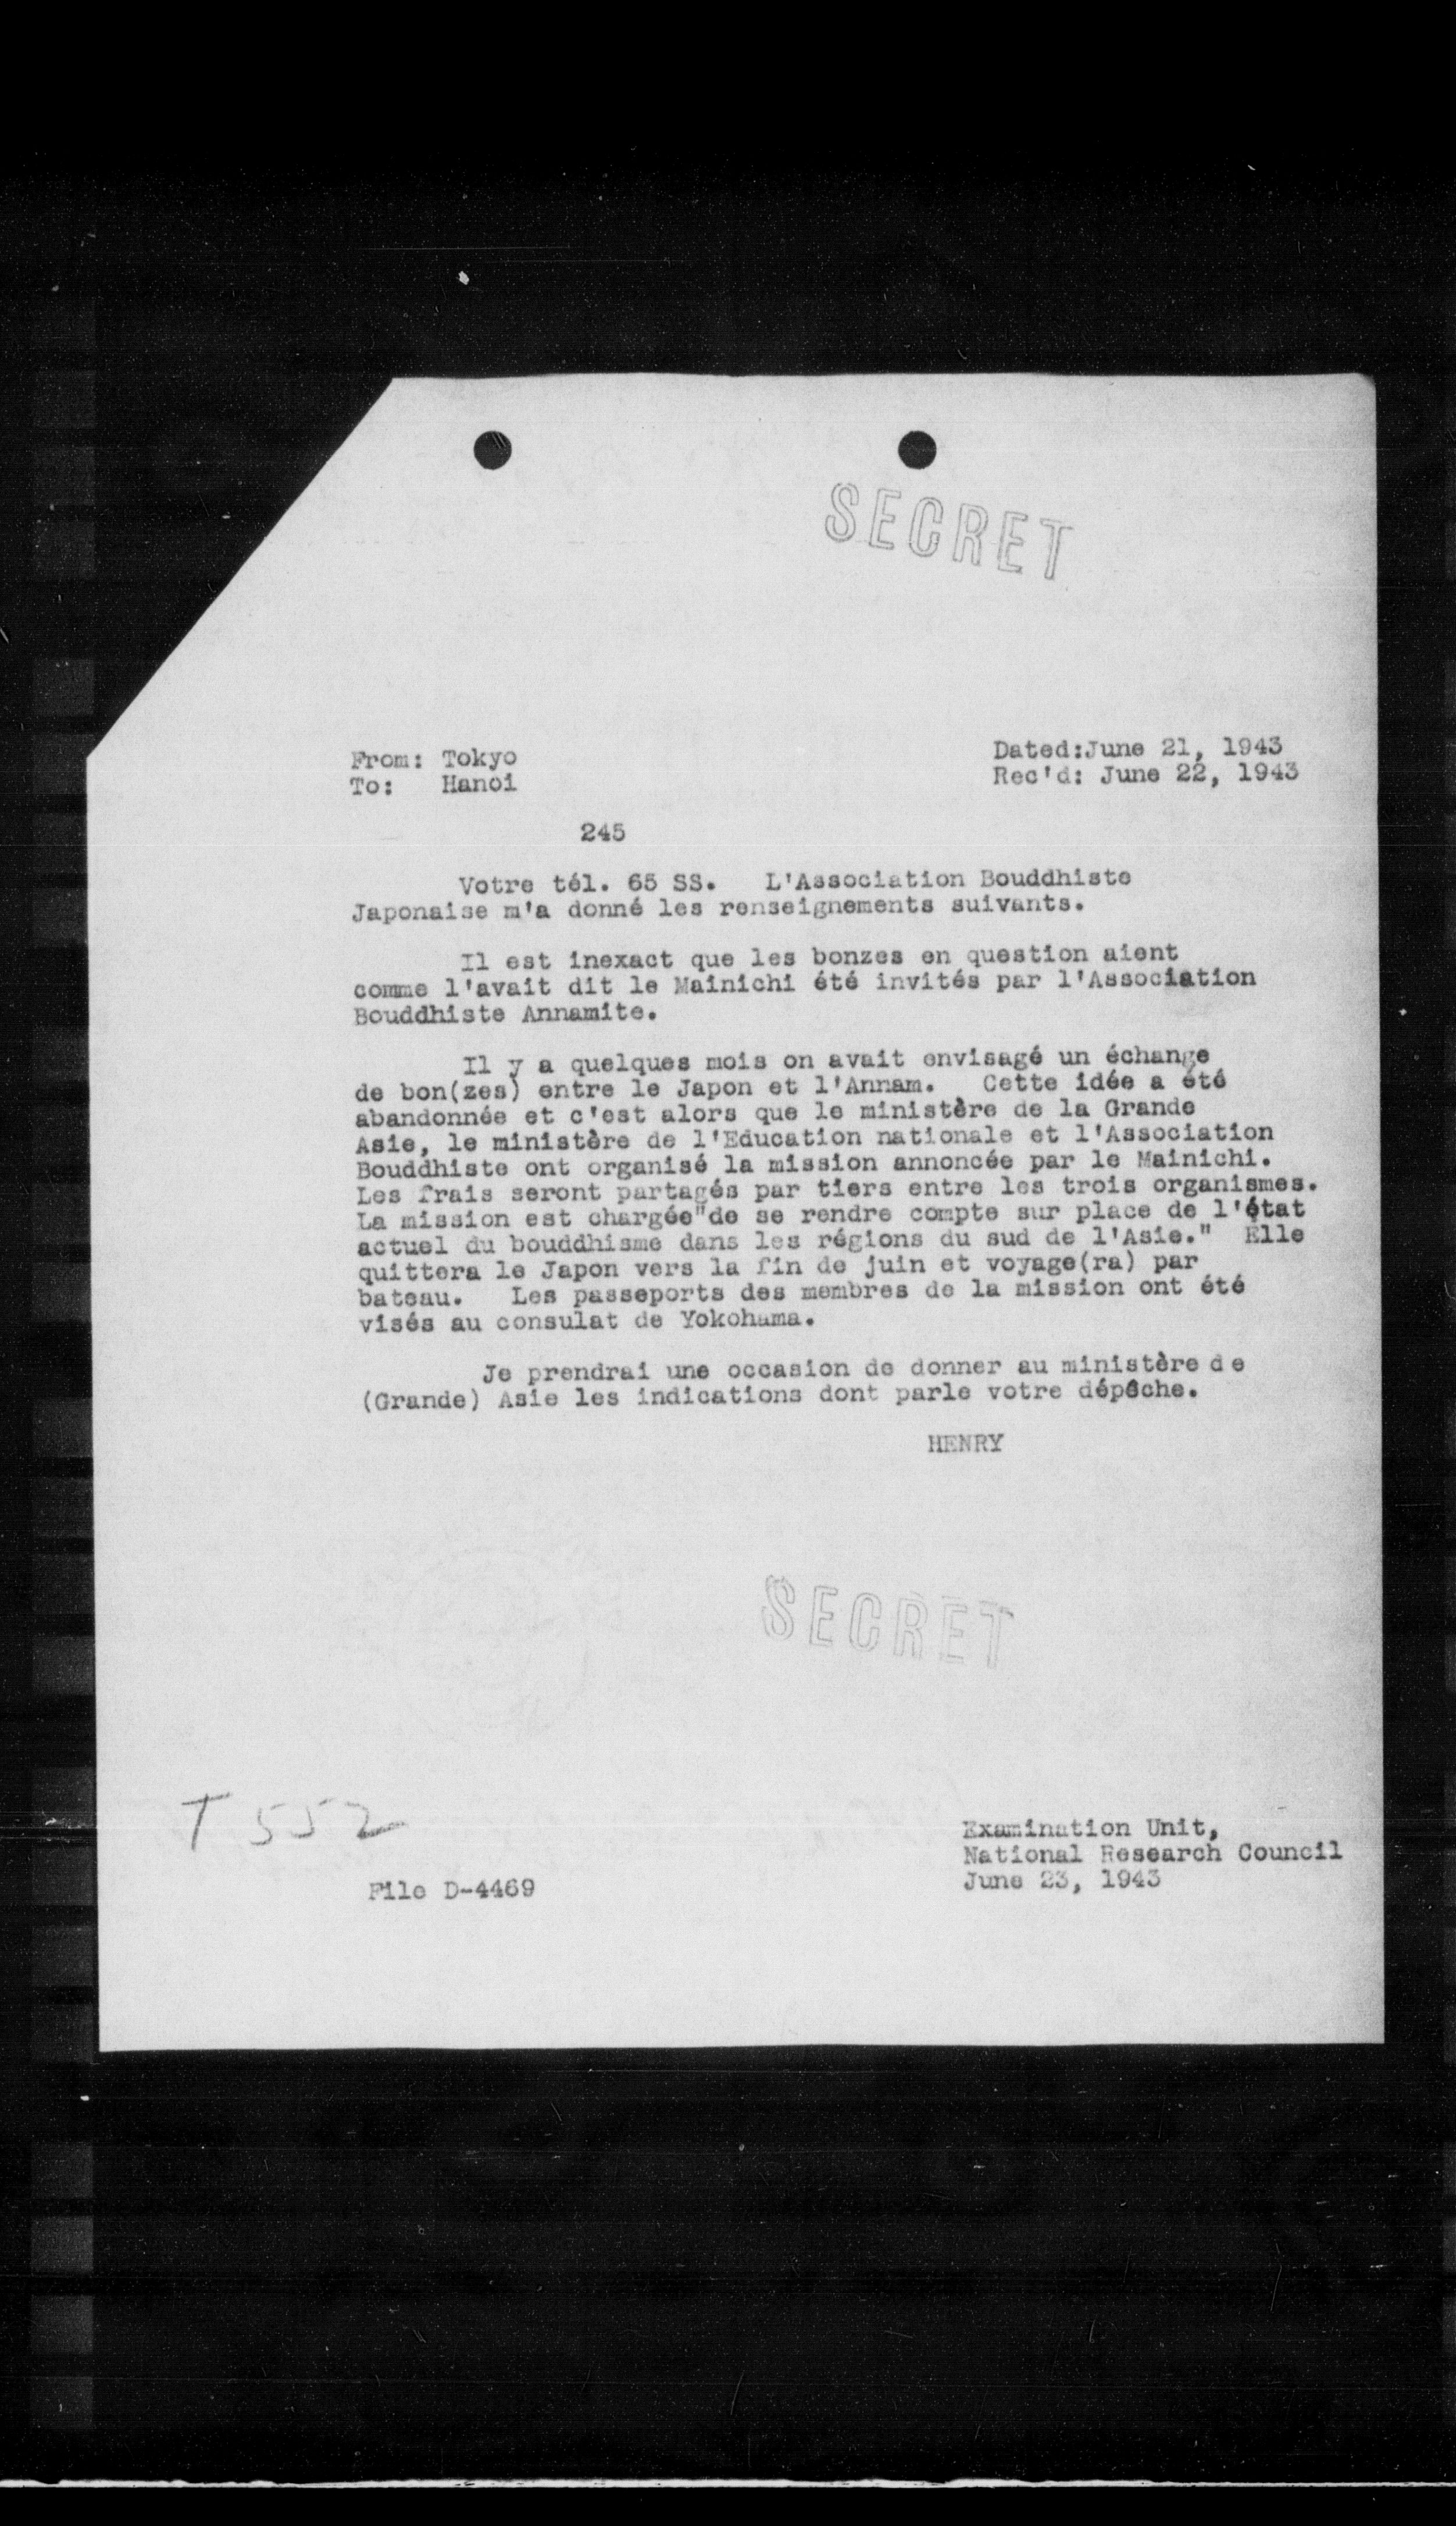 SECRET
From: Tokyo
To: Hanoi
Dated:June 21, 1943
Rec'd: June 22, 1943
245
Votre tél. 65 SS. L'Association Bouddhiste
Japonaise m'a donné les renseignements suivants.
Il est inexact que les bonzes en question aient
comme l'avait dit le Mainichi été invités par l'Association
Bouddhiste Annamite.
Il y a quelques mois on avait envisagé un échange
de bon(zes) entre le Japon et l'Annam. Cette idée a été
abandonnée et c'est alors que le ministère de la Grande
Asie, le ministère de l'Education nationale et l'Association
Bouddhiste ont organisé la mission annoncée par le Mainichi.
Les frais seront partagés par tiers entre les trois organismes.
La mission est chargée"de se rendre compte sur place de l'état
actuel du bouddhisme dans les régions du sud de l'Asie." Elle
quittera le Japon vers la fin de juin et voyage(ra) par
bateau. Les passeports des membres de la mission ont été
visés au consulat de Yokohama.
Je prendrai une occasion de donner au ministère de
(Grande) Asie les indications dont parle votre dépêche.
HENRY
SECRET
T 552
File D-4469
Examination Unit,
National Research Council
June 23, 1943